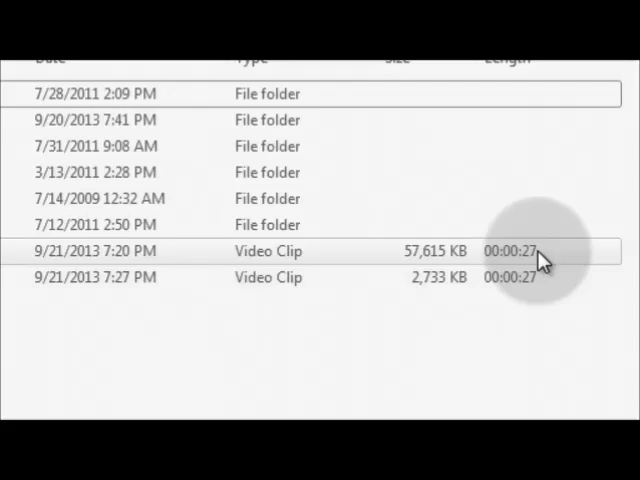 Date Type Size Length
7/28/2011 2:09 PM File folder
9/20/2013 7:41 PM File folder
7/31/2011 9:08 AM File folder
3/13/2011 2:28 PM File folder
7/14/2009 12:32 AM File folder
7/12/2011 2:50 PM File folder
9/21/2013 7:20 PM Video Clip 57,615 KB 00:00:27
9/21/2013 7:27 PM Video Clip 2,733 KB 00:00:27